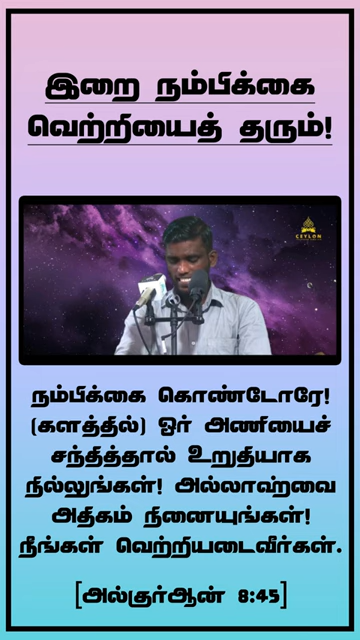 இறை நம்பிக்கை
வெற்றியைத் தரும்!
CEYLON
நம்பிக்கை கொண்டோரே!
(களத்தில்) ஓர் அணியைச்
சந்தித்தால் உறுதியாக
நில்லுங்கள்! அல்லாஹ்வை
அதிகம் நினையுங்கள்!
நீங்கள் வெற்றியடைவீர்கள்.
[அல்குர்ஆன் 8:45]